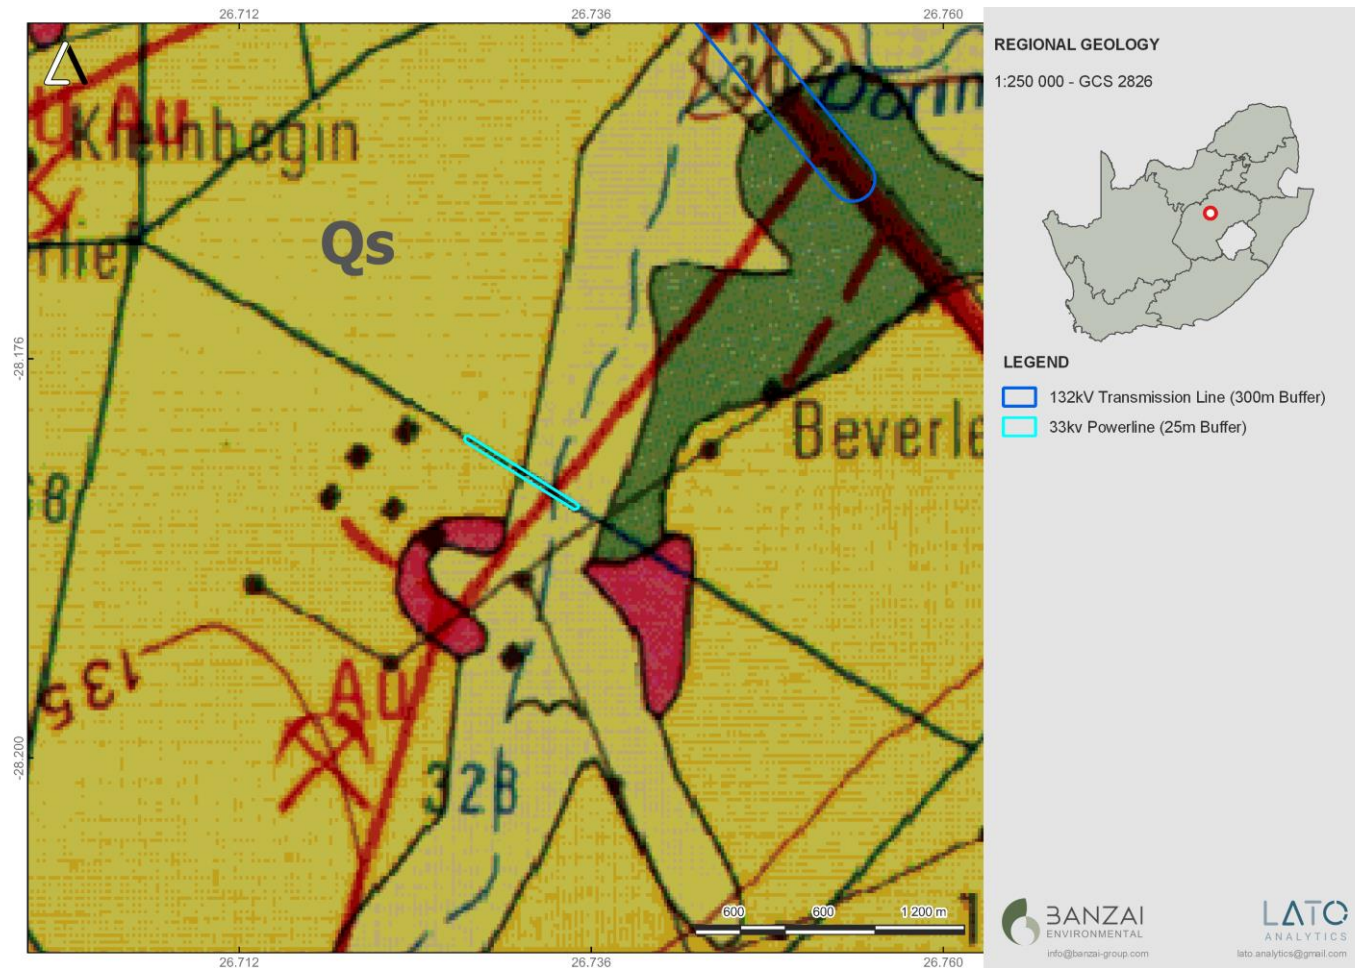 26.712
26.736
26.760
REGIONAL GEOLOGY
1:250 000 - GCS 2826
Au
Kleinbegin
Qs
-28.176
LEGEND
132kV Transmission Line (300m Buffer)
33kv Powerline (25m Buffer)
Beverle
135
Au
-28.200
328
600
600
1 200 m
BANZAI
ENVIRONMENTAL
info@banzai-group.com
LATO
ANALYTICS
lato.analytics@gmail.com
26.712
26.736
26.760